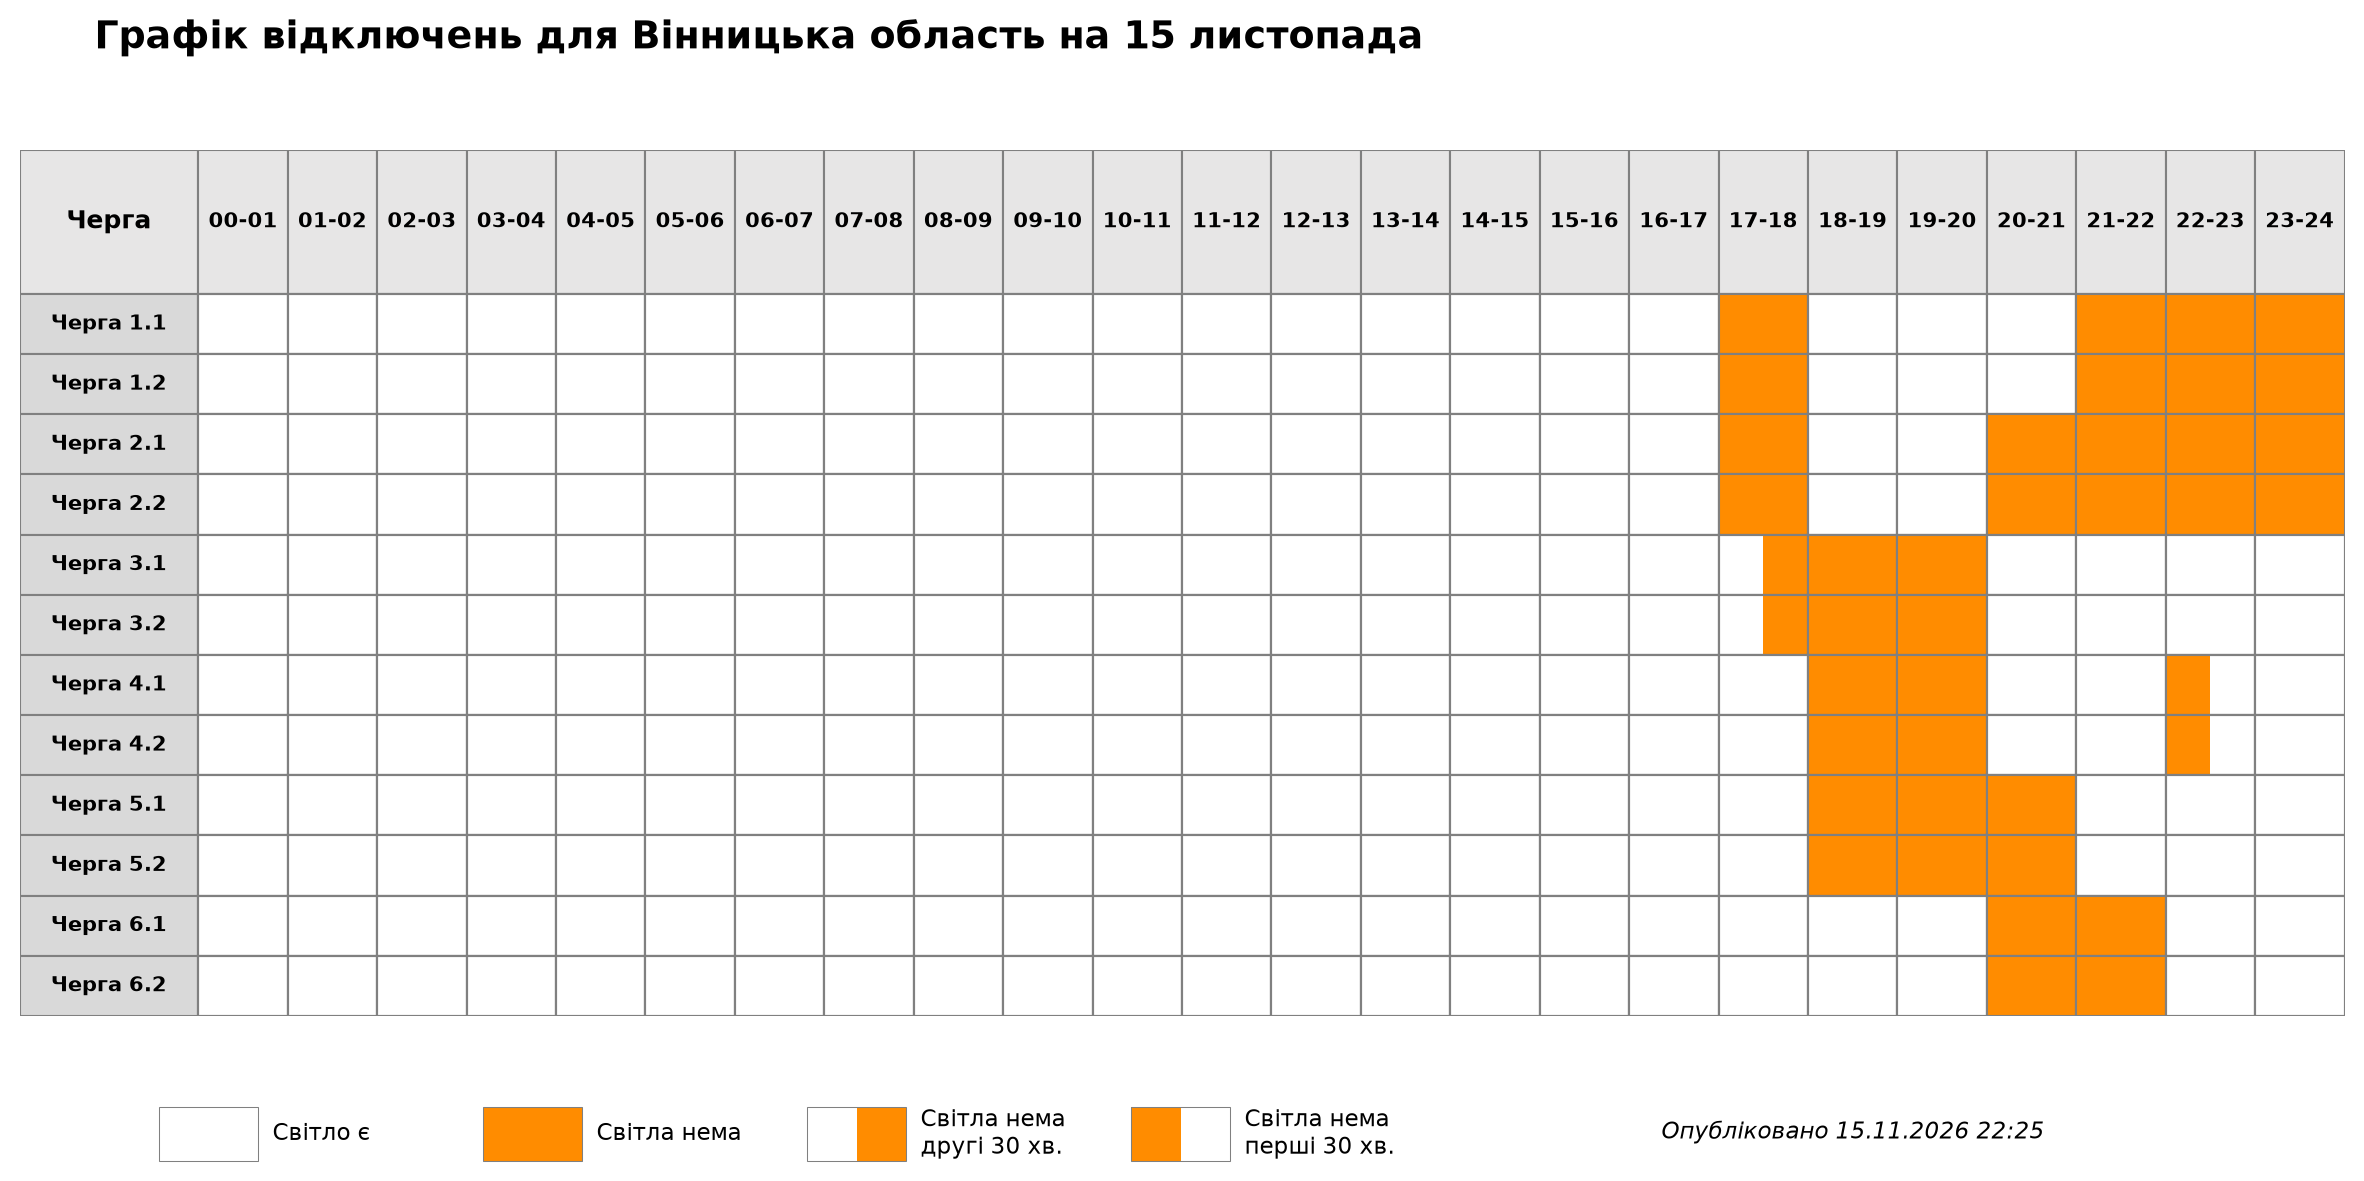 Графік відключень для Вінницька область на 15 листопада
Черга 00-01 01-02 02-03 03-04 04-05 05-06 06-07 07-08 08-09 09-10 10-11 11-12 12-13 13-14 14-15 15-16 16-17 17-18 18-19 19-20 20-21 21-22 22-23 23-24
Черга 1.1
Черга 1.2
Черга 2.1
Черга 2.2
Черга 3.1
Черга 3.2
Черга 4.1
Черга 4.2
Черга 5.1
Черга 5.2
Черга 6.1
Черга 6.2
Світло є
Світла нема
Світла нема
другі 30 хв.
Світла нема
перші 30 хв.
Опубліковано 15.11.2026 22:25